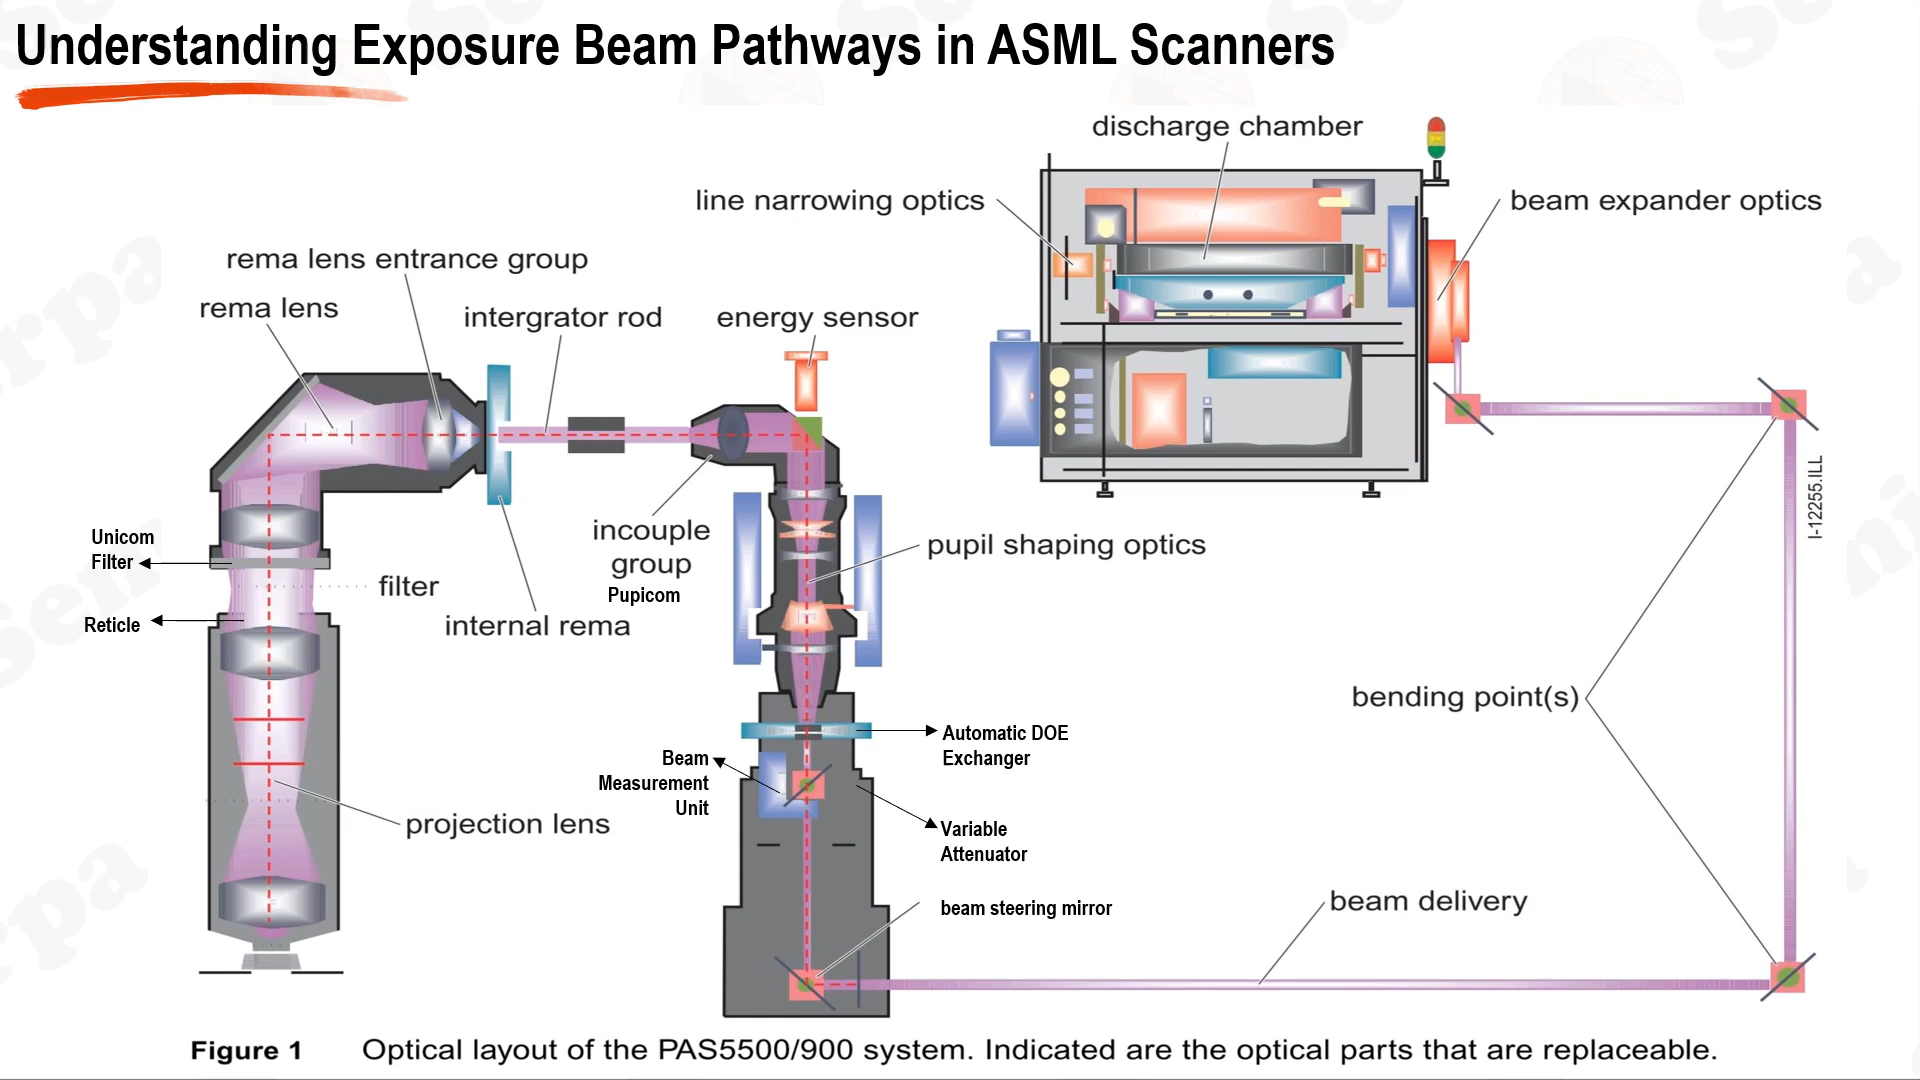 Understanding Exposure Beam Pathways in ASML Scanners
discharge chamber
line narrowing optics
beam expander optics
rema lens entrance group
rema lens
intergrator rod
energy sensor
I-12255.ILL
Unicom
Filter
incouple
group
Pupicom
pupil shaping optics
filter
Reticle
internal rema
bending point(s)
Automatic DOE
Exchanger
Beam
Measurement
Unit
projection lens
Variable
Attenuator
beam steering mirror
beam delivery
Figure 1 Optical layout of the PAS5500/900 system. Indicated are the optical parts that are replaceable.